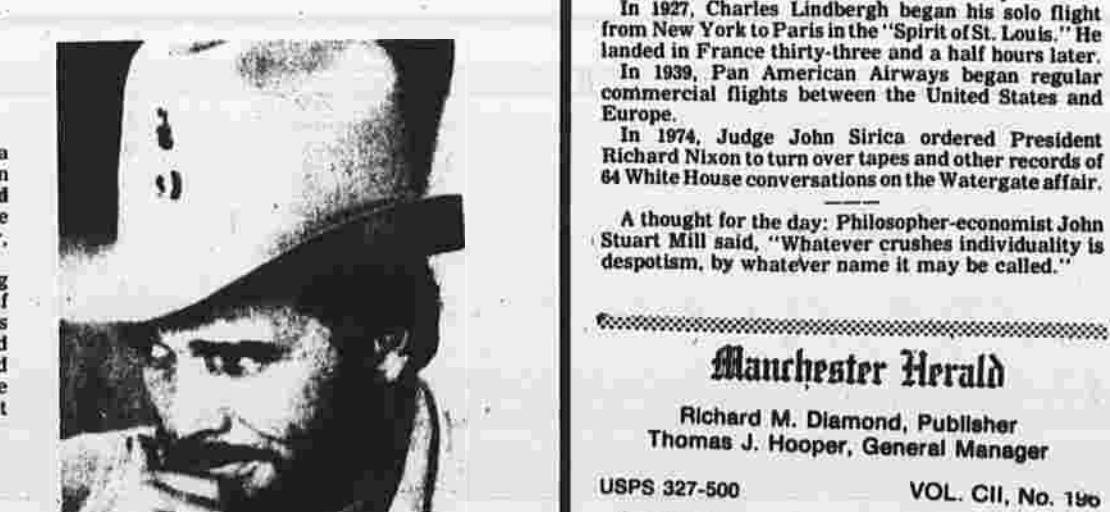 a
n
d
e
g
f
s
d
d
e
t
In 1927, Charles Lindbergh began his solo flight
from New York to Paris in the "Spirit of St. Louis." He
landed in France thirty-three and a half hours later.
In 1939, Pan American Airways began regular
commercial flights between the United States and
Europe.
In 1974, Judge John Sirica ordered President
Richard Nixon to turn over tapes and other records of
64 White House conversations on the Watergate affair.
A thought for the day: Philosopher-economist John
Stuart Mill said, "Whatever crushes individuality is
despotism, by whatever name it may be called."
Manchester Herald
Richard M. Diamond, Publisher
Thomas J. Hooper, General Manager
USPS 327-500
VOL. CII, No. 196